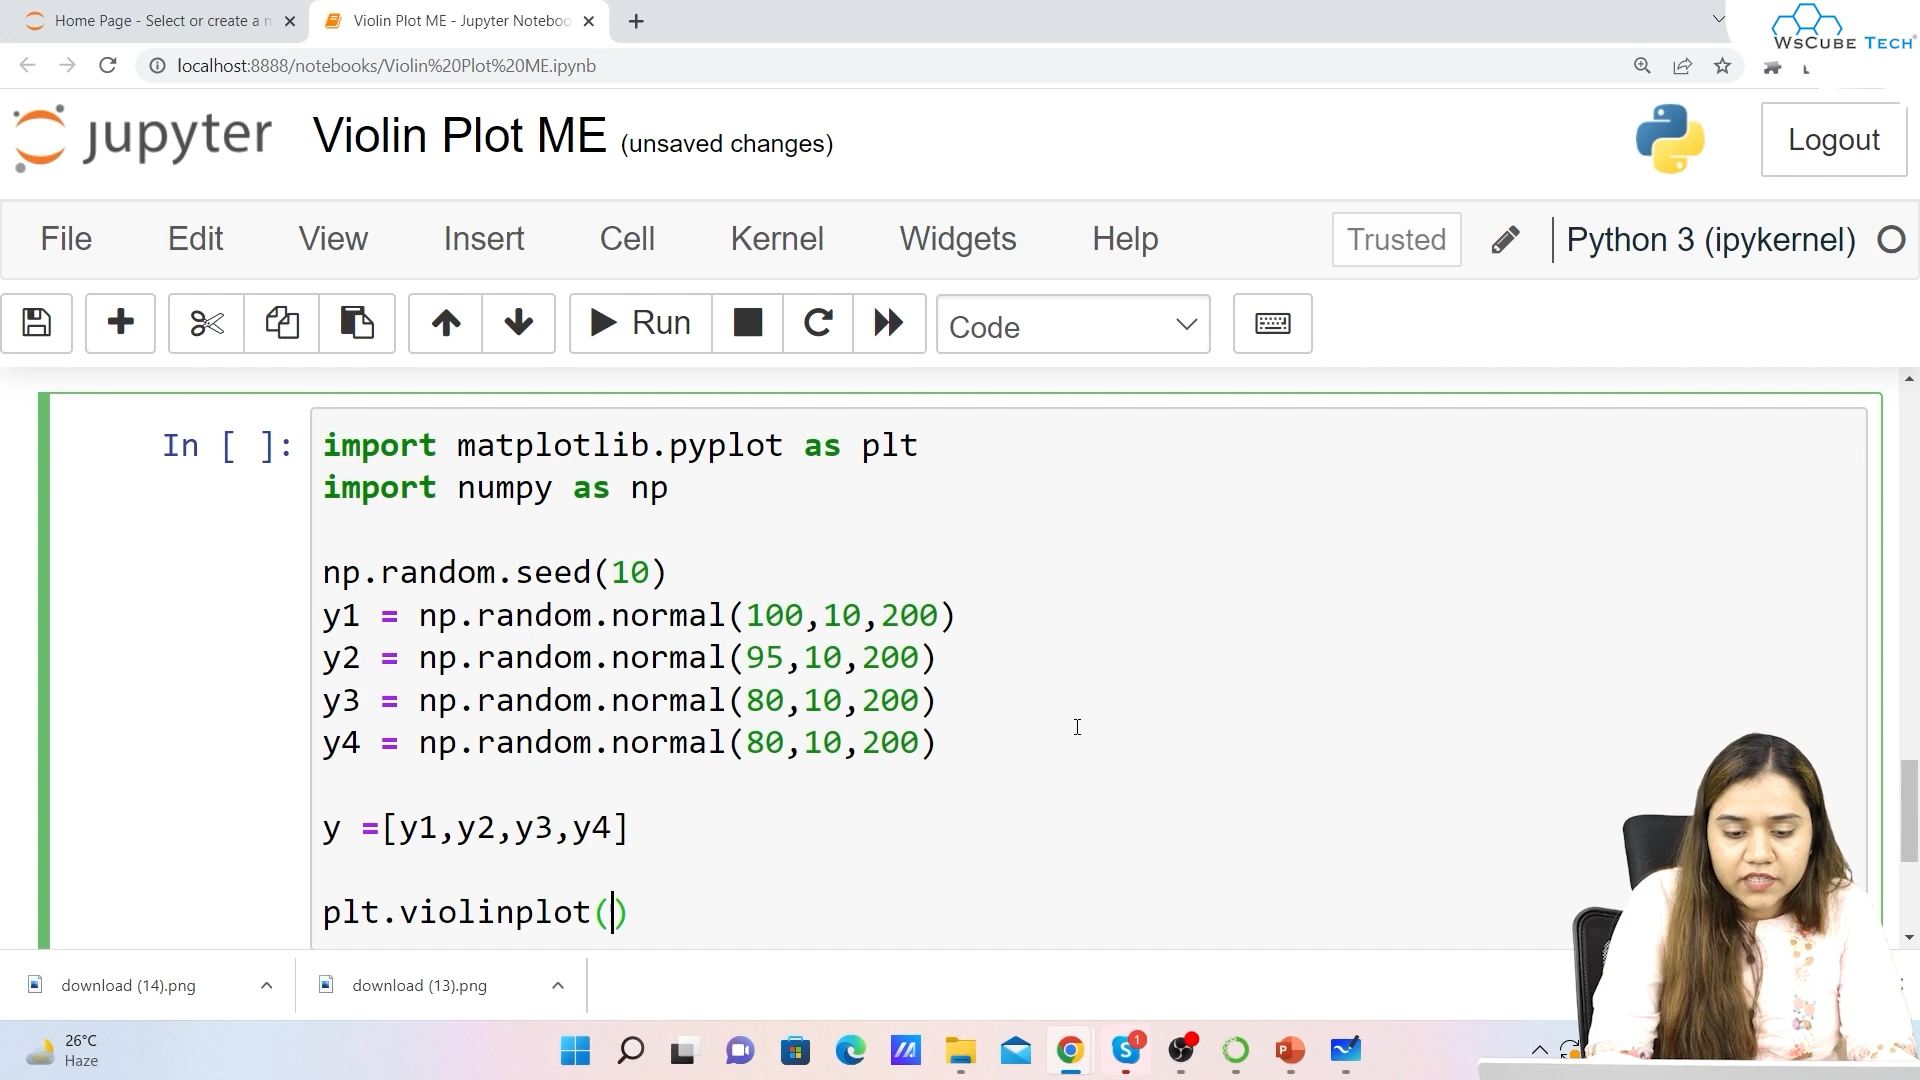 Home Page - Select or create a n
Violin Plot ME - Jupyter Noteboo
WsCube Tech
localhost:8888/notebooks/Violin%20Plot%20ME.ipynb
jupyter
Violin Plot ME (unsaved changes)
Logout
File
Edit
View
Insert
Cell
Kernel
Widgets
Help
Trusted
Python 3 (ipykernel)
Run
Code
In [ ]:
import matplotlib.pyplot as plt
import numpy as np
np.random.seed(10)
y1 = np.random.normal(100,10,200)
y2 = np.random.normal(95,10,200)
y3 = np.random.normal(80,10,200)
y4 = np.random.normal(80,10,200)
y =[y1,y2,y3,y4]
plt.violinplot()
download (14).png
download (13).png
26°C
Haze
1